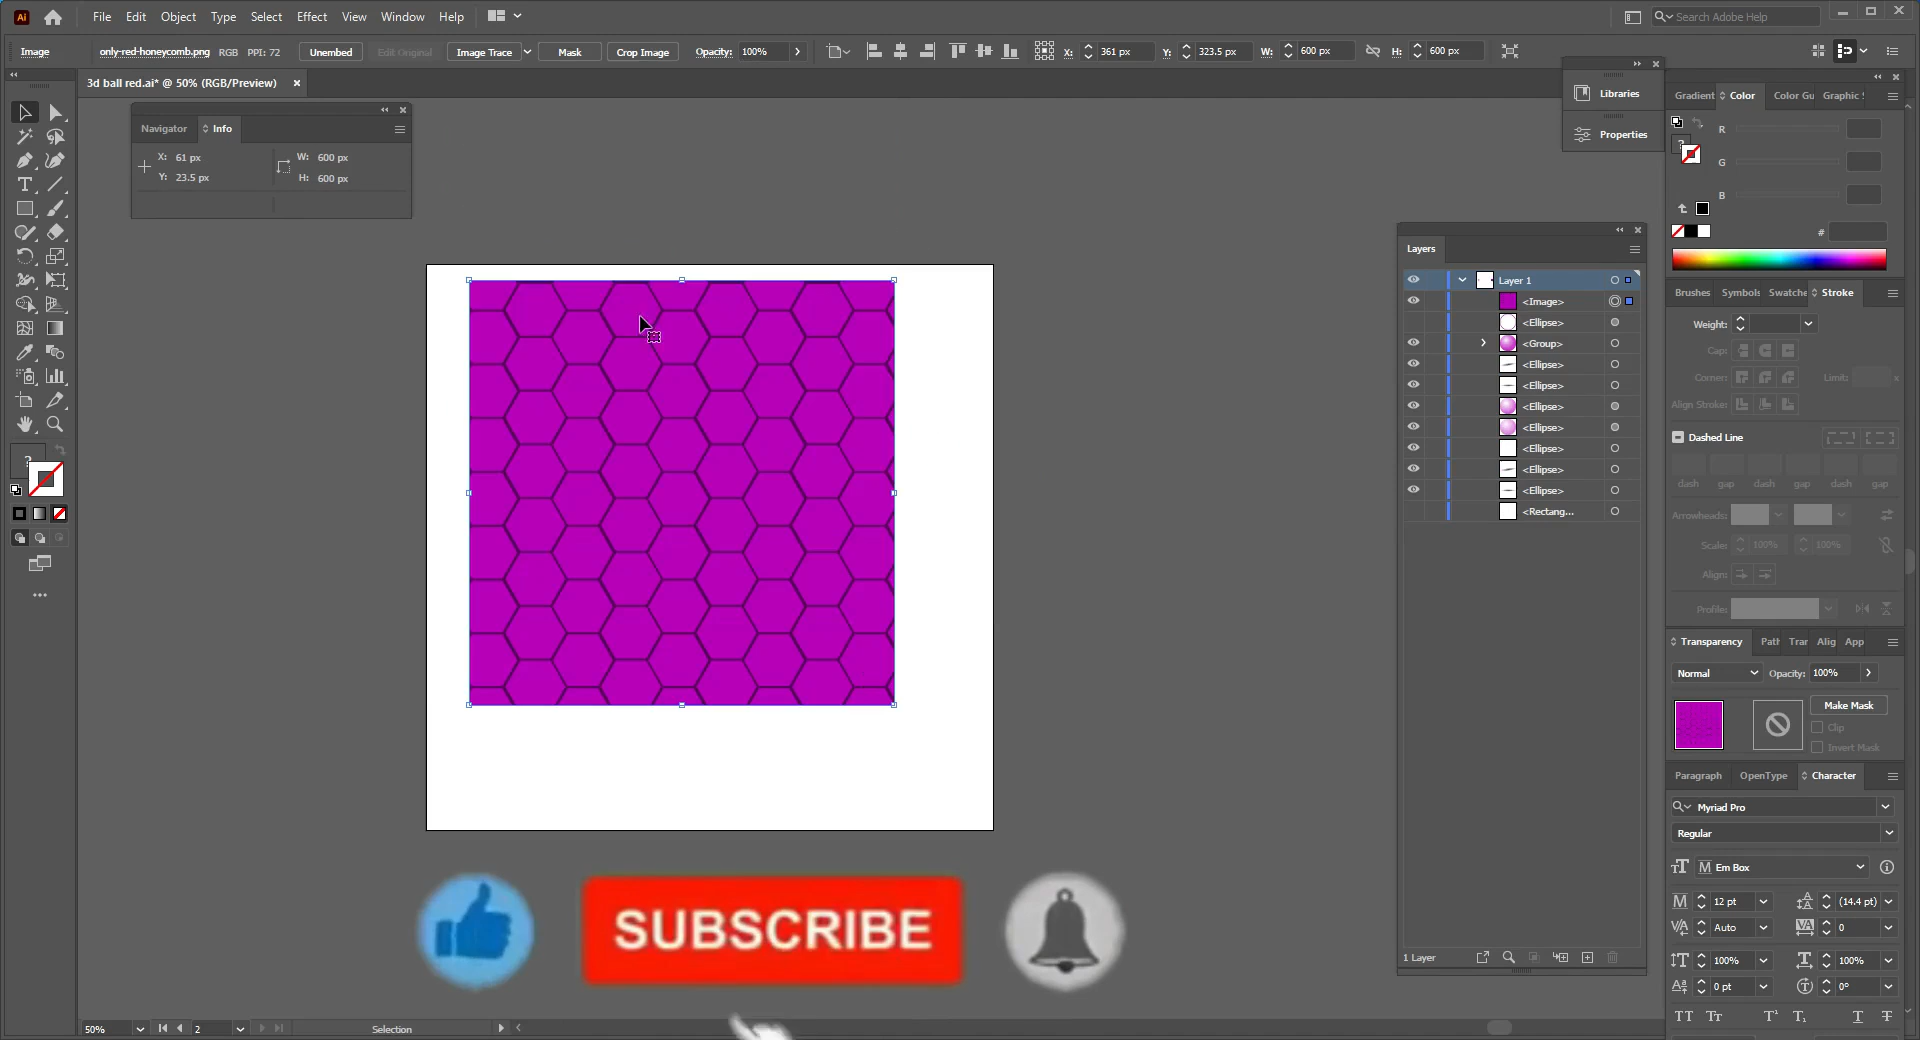 Ai File Edit Object Type Select Effect View Window Help Search Adobe Help
Image only-red-honeycomb.png RGB PPI: 72 Unembed Edit Original Image Trace Mask Crop Image Opacity: 100% X: 361 px Y: 323.5 px W: 600 px H: 600 px
3d ball red.ai* @ 50% (RGB/Preview)
Navigator Info
X: 61 px W: 600 px
Y: 23.5 px H: 600 px
Libraries
Properties
Gradient Color Color Gu Graphic
R
G
B
#
Layers
Layer 1
<Image>
<Ellipse>
<Group>
<Ellipse>
<Ellipse>
<Ellipse>
<Ellipse>
<Ellipse>
<Ellipse>
<Ellipse>
<Rectang...
1 Layer
Brushes Symbols Swatche Stroke
Weight:
Cap:
Corner: Limit: x
Align Stroke:
Dashed Line
dash gap dash gap dash gap
Arrowheads:
Scale: 100% 100%
Align:
Profile:
Transparency Path Trar Alig App
Normal Opacity: 100%
Make Mask
Clip
Invert Mask
Paragraph OpenType Character
Myriad Pro
Regular
Em Box
12 pt (14.4 pt)
Auto 0
100% 100%
0 pt 0°
SUBSCRIBE
50% 2 Selection